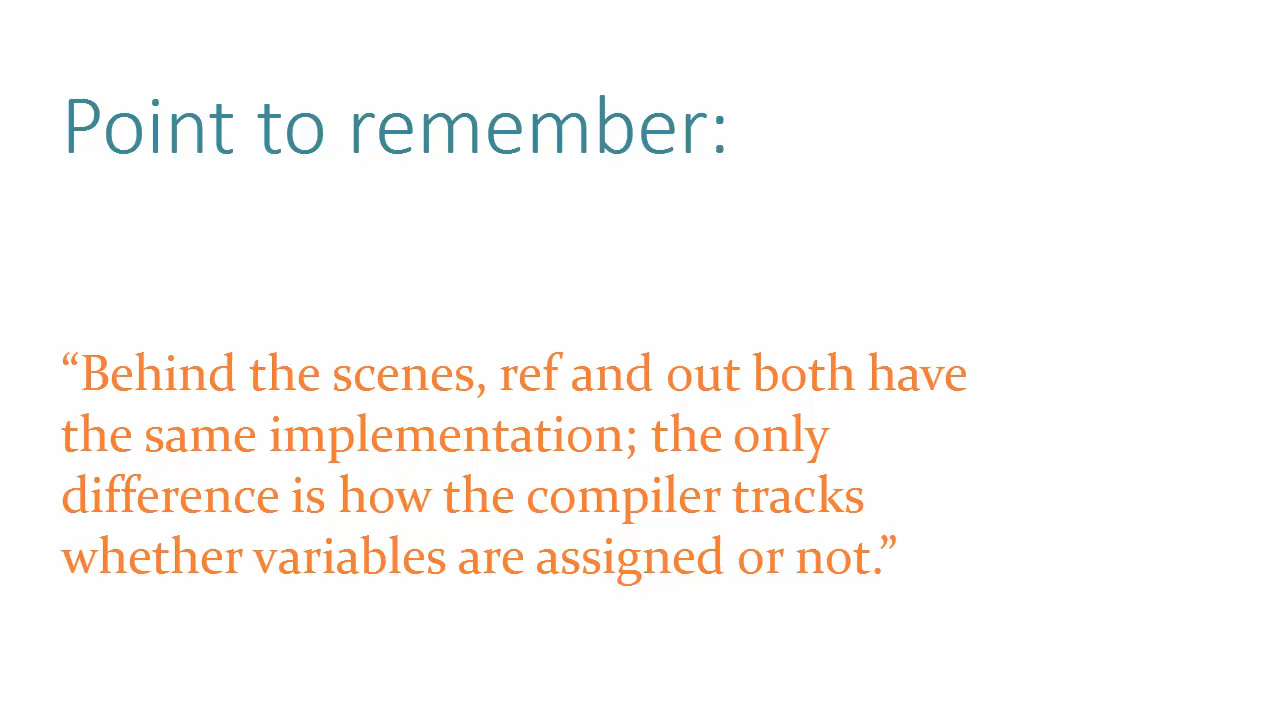 Point to remember:
“Behind the scenes, ref and out both have
the same implementation; the only
difference is how the compiler tracks
whether variables are assigned or not.”